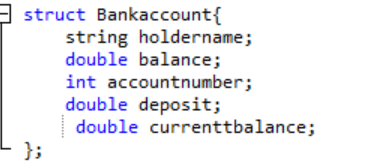 struct Bankaccount{
string holdername;
double balance;
int accountnumber;
double deposit;
double currenttbalance;
};